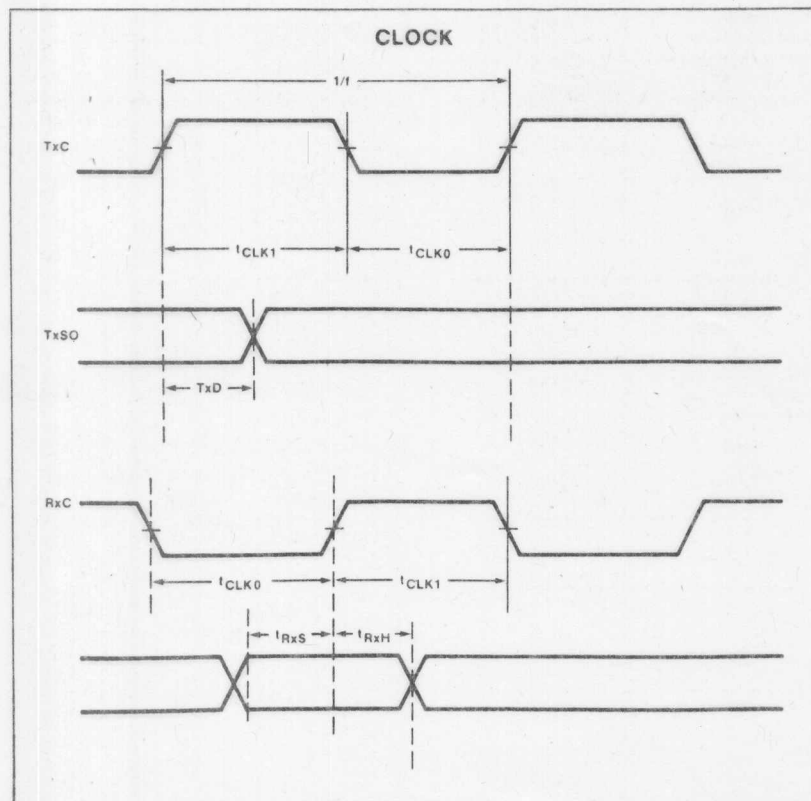 CLOCK
1/f
TxC
tCLK1
tCLK0
TxSO
TxD
RxC
tCLK0
tCLK1
tRxS
tRxH